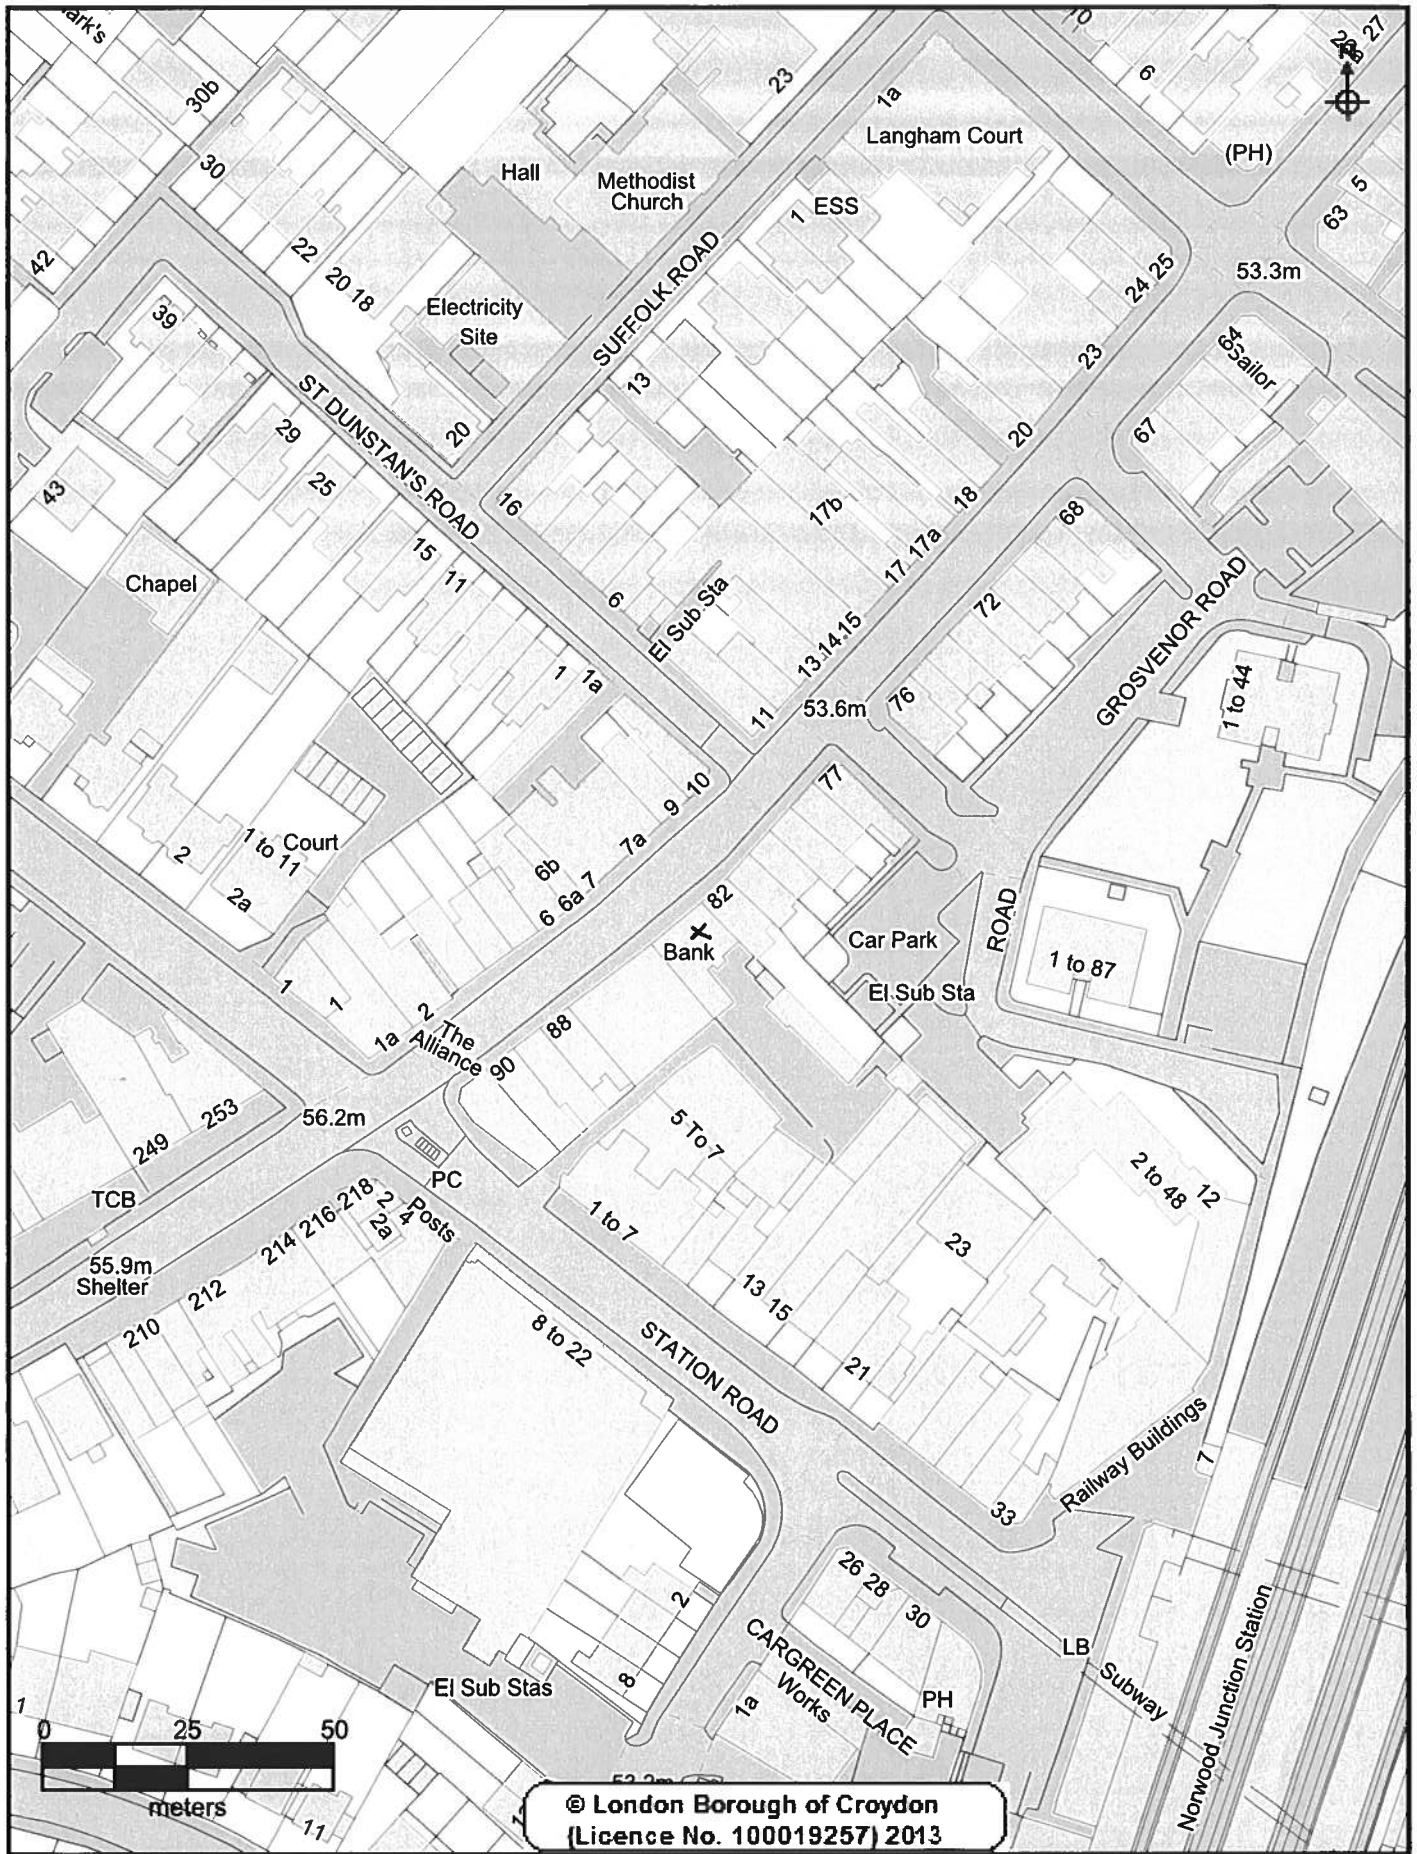 ark's
30b
23
1a
10
6
27
Langham Court
(PH)
30
Hall
Methodist
Church
1
ESS
5
63
42
22
20
18
SUFFOLK ROAD
24
25
53.3m
39
Electricity
Site
13
23
64
Sailor
ST DUNSTAN'S ROAD
29
20
20
67
43
25
16
17b
18
68
15
11
17
17a
Chapel
6
El Sub Sta
72
GROSVENOR ROAD
13
14
15
1
1a
11
53.6m
76
1 to 44
2
1 to 11
Court
2a
9
10
7a
77
6b
6
6a
7
82
Bank
Car Park
ROAD
1 to 87
El Sub Sta
1
1
1a
2
The
Alliance
90
88
56.2m
253
249
5 To 7
2 to 48
12
TCB
PC
Posts
218
2
4
2a
216
214
1 to 7
23
55.9m
Shelter
212
210
13
15
8 to 22
STATION ROAD
21
Railway Buildings
7
33
26
28
30
2
8
CARGREEN PLACE
LB
Subway
Norwood Junction Station
El Sub Stas
1a
Works
PH
1
0
25
50
meters
11
© London Borough of Croydon
(Licence No. 100019257) 2013